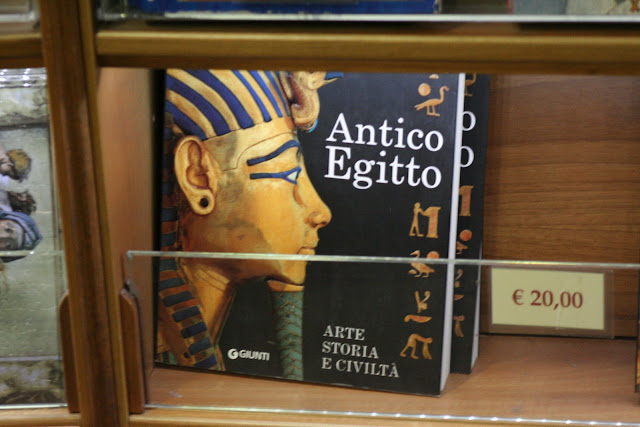 Antico
Egitto
ARTE
STORIA
E CIVILTÀ
GIUNTI
o
o
€ 20,00